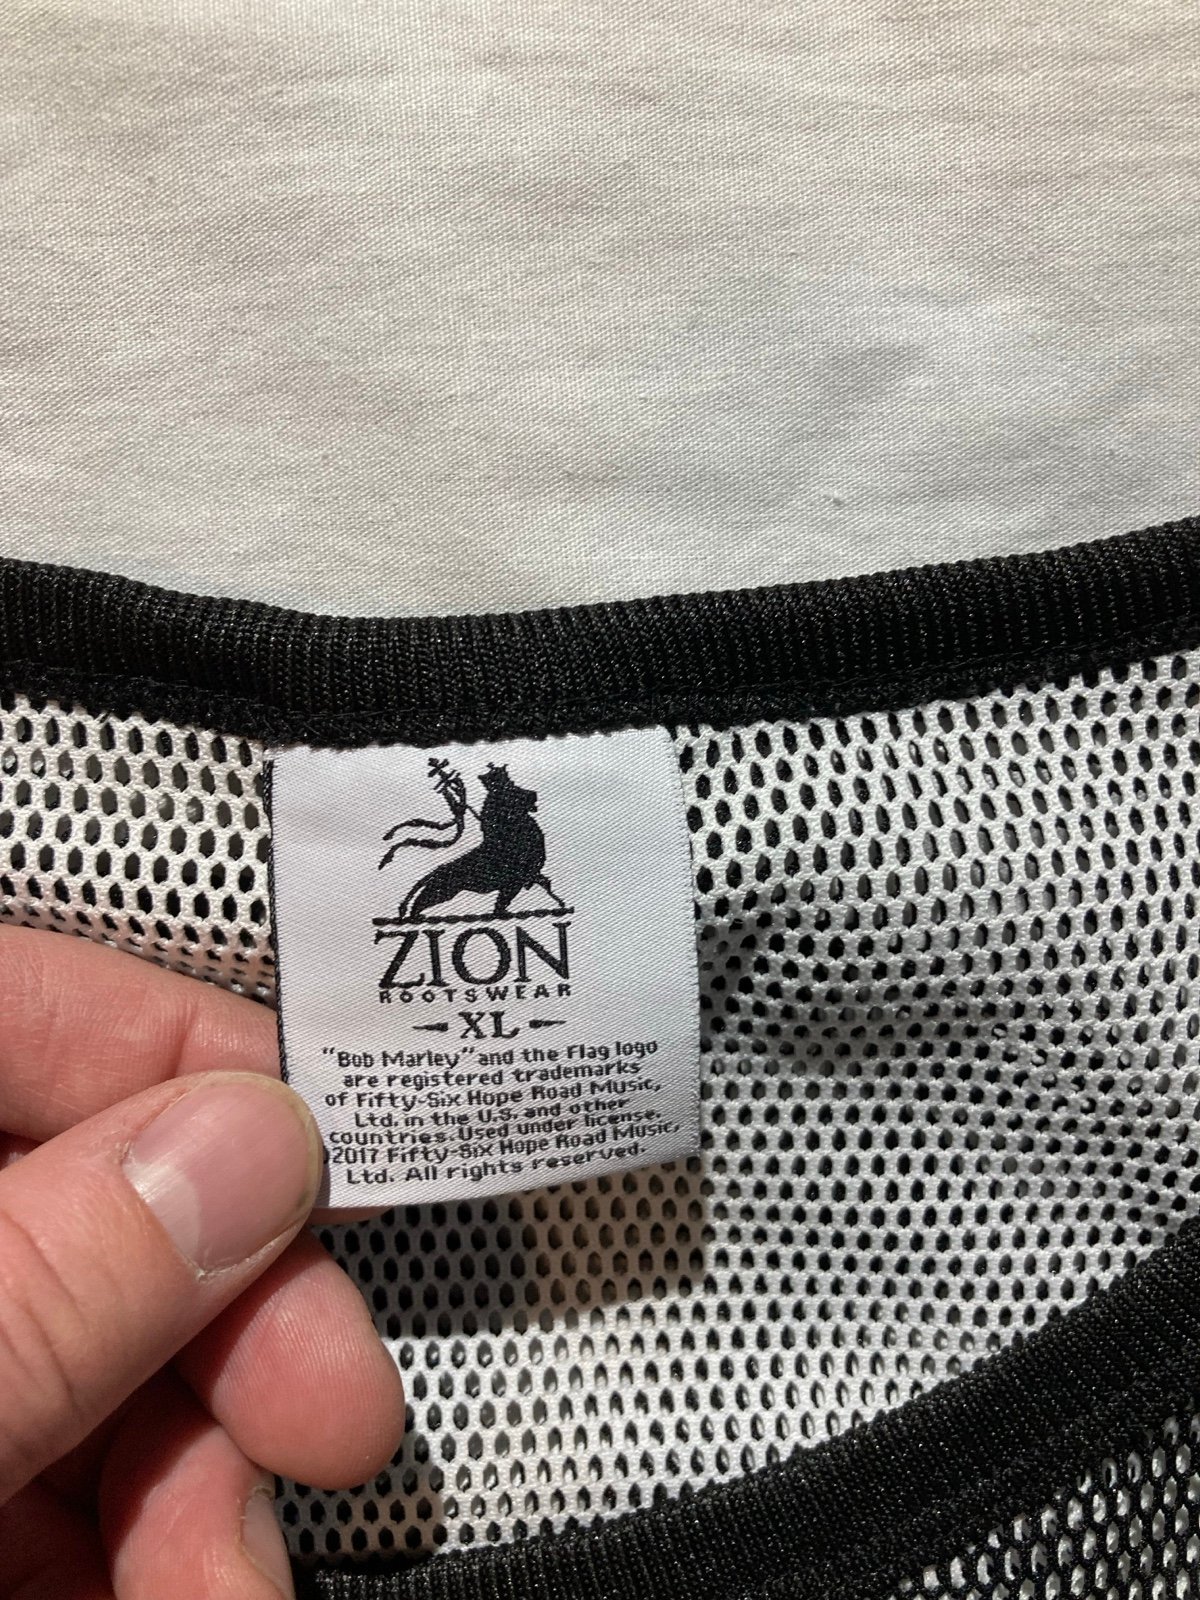 ZION
ROOTSWEAR
XL
"Bob Marley" and the Flag logo
are registered trademarks
of Fifty-Six Hope Road Music,
Ltd. in the U.S. and other
countries. Used under license.
2017 Fifty-Six Hope Road Music,
Ltd. All rights reserved.